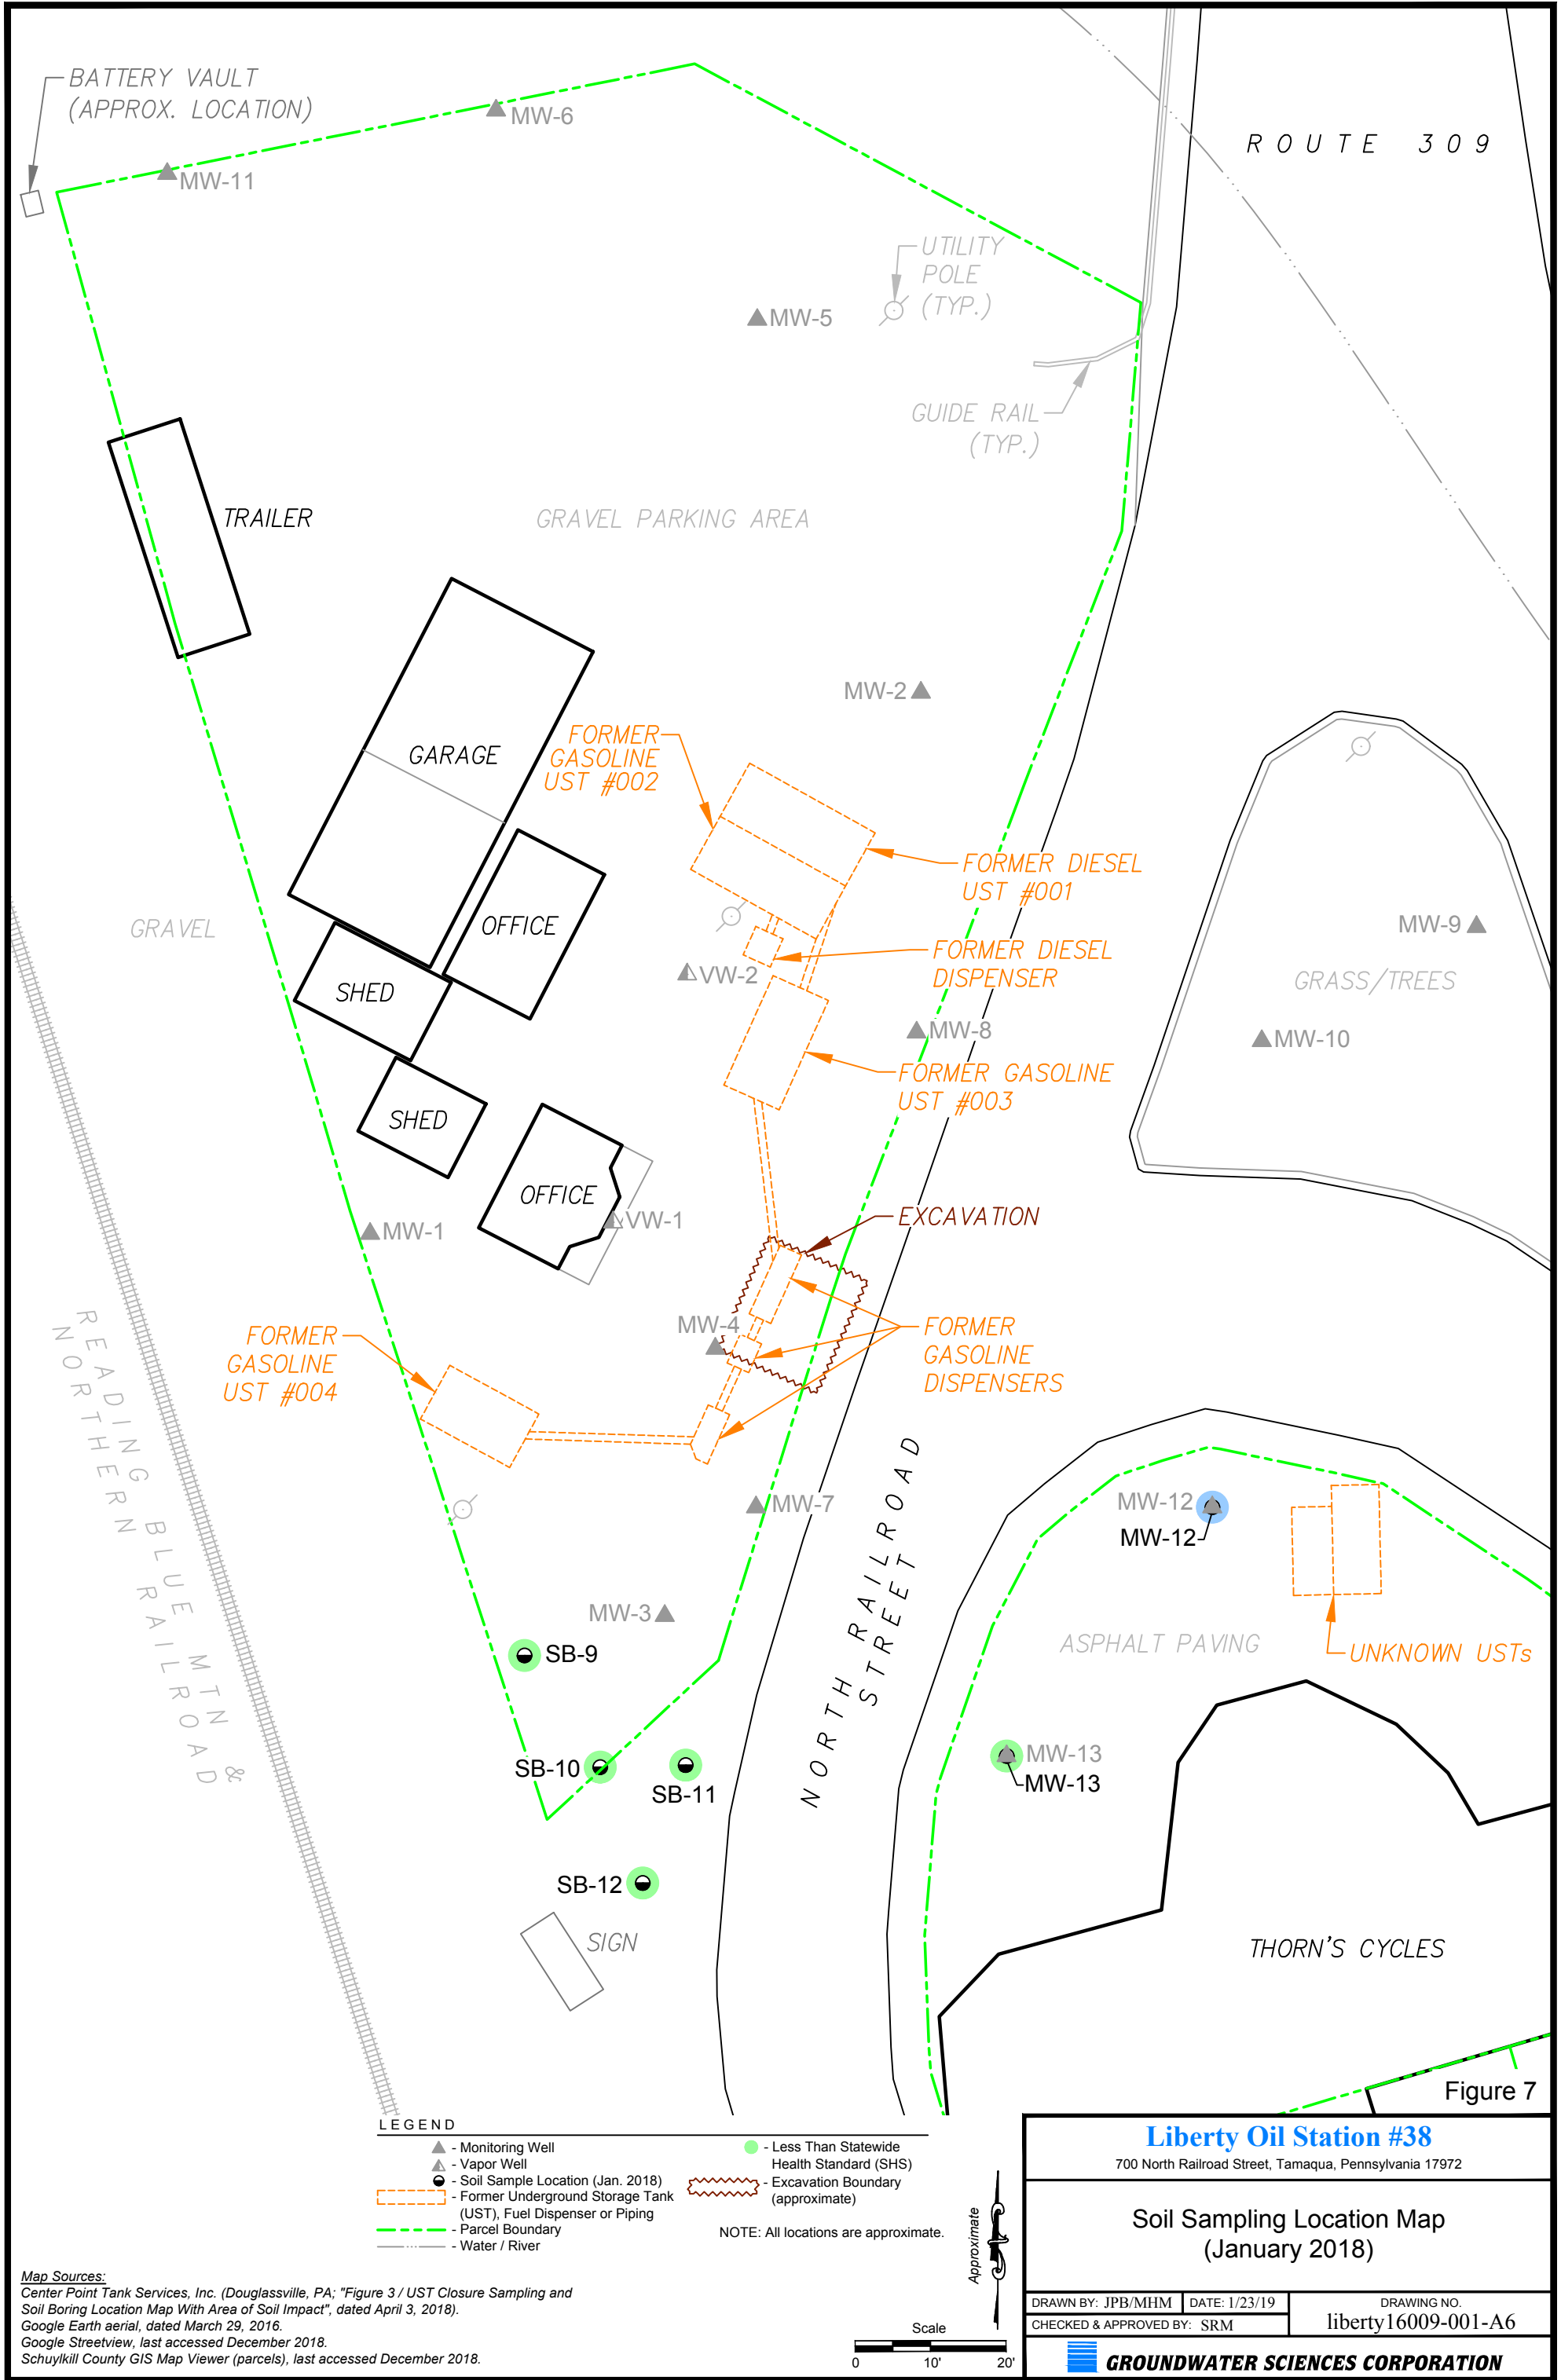 BATTERY VAULT
(APPROX. LOCATION)
MW-6
MW-11
ROUTE 309
UTILITY
POLE
(TYP.)
MW-5
GUIDE RAIL
(TYP.)
TRAILER
GRAVEL PARKING AREA
MW-2
FORMER
GASOLINE
UST #002
GARAGE
FORMER DIESEL
UST #001
OFFICE
GRAVEL
MW-9
FORMER DIESEL
DISPENSER
VW-2
GRASS/TREES
SHED
MW-8
MW-10
FORMER GASOLINE
UST #003
SHED
OFFICE
VW-1
EXCAVATION
MW-1
MW-4
FORMER
GASOLINE
UST #004
FORMER
GASOLINE
DISPENSERS
READING BLUE MTN &
NORTHERN RAILROAD
MW-7
NORTH RAILROAD
STREET
MW-12
MW-12
MW-3
SB-9
ASPHALT PAVING
UNKNOWN USTs
SB-10
SB-11
MW-13
MW-13
SB-12
SIGN
THORN'S CYCLES
Figure 7
LEGEND
- Monitoring Well
- Vapor Well
- Soil Sample Location (Jan. 2018)
- Former Underground Storage Tank
(UST), Fuel Dispenser or Piping
- Parcel Boundary
- Water / River
- Less Than Statewide
Health Standard (SHS)
- Excavation Boundary
(approximate)
NOTE: All locations are approximate.
Approximate
Scale
0 10' 20'
Map Sources:
Center Point Tank Services, Inc. (Douglassville, PA; "Figure 3 / UST Closure Sampling and
Soil Boring Location Map With Area of Soil Impact", dated April 3, 2018).
Google Earth aerial, dated March 29, 2016.
Google Streetview, last accessed December 2018.
Schuylkill County GIS Map Viewer (parcels), last accessed December 2018.
Liberty Oil Station #38
700 North Railroad Street, Tamaqua, Pennsylvania 17972
Soil Sampling Location Map
(January 2018)
DRAWN BY: JPB/MHM
DATE: 1/23/19
CHECKED & APPROVED BY: SRM
DRAWING NO.
liberty16009-001-A6
GROUNDWATER SCIENCES CORPORATION